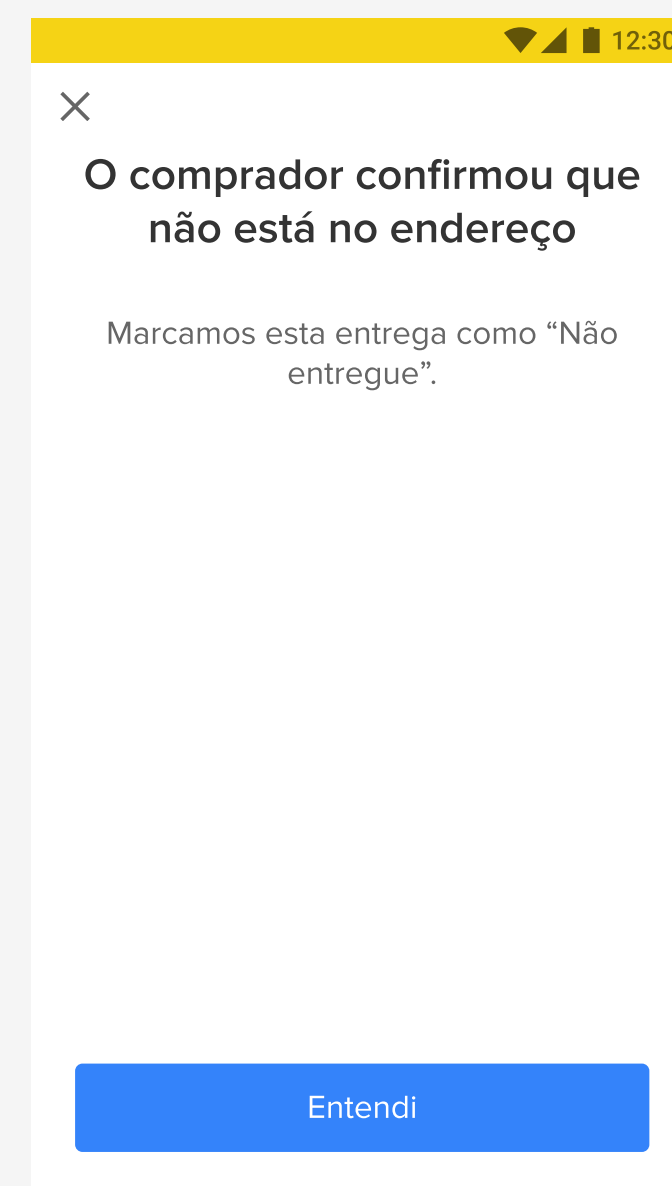 12:30
O comprador confirmou que
não está no endereço
Marcamos esta entrega como “Não
entregue”.
Entendi